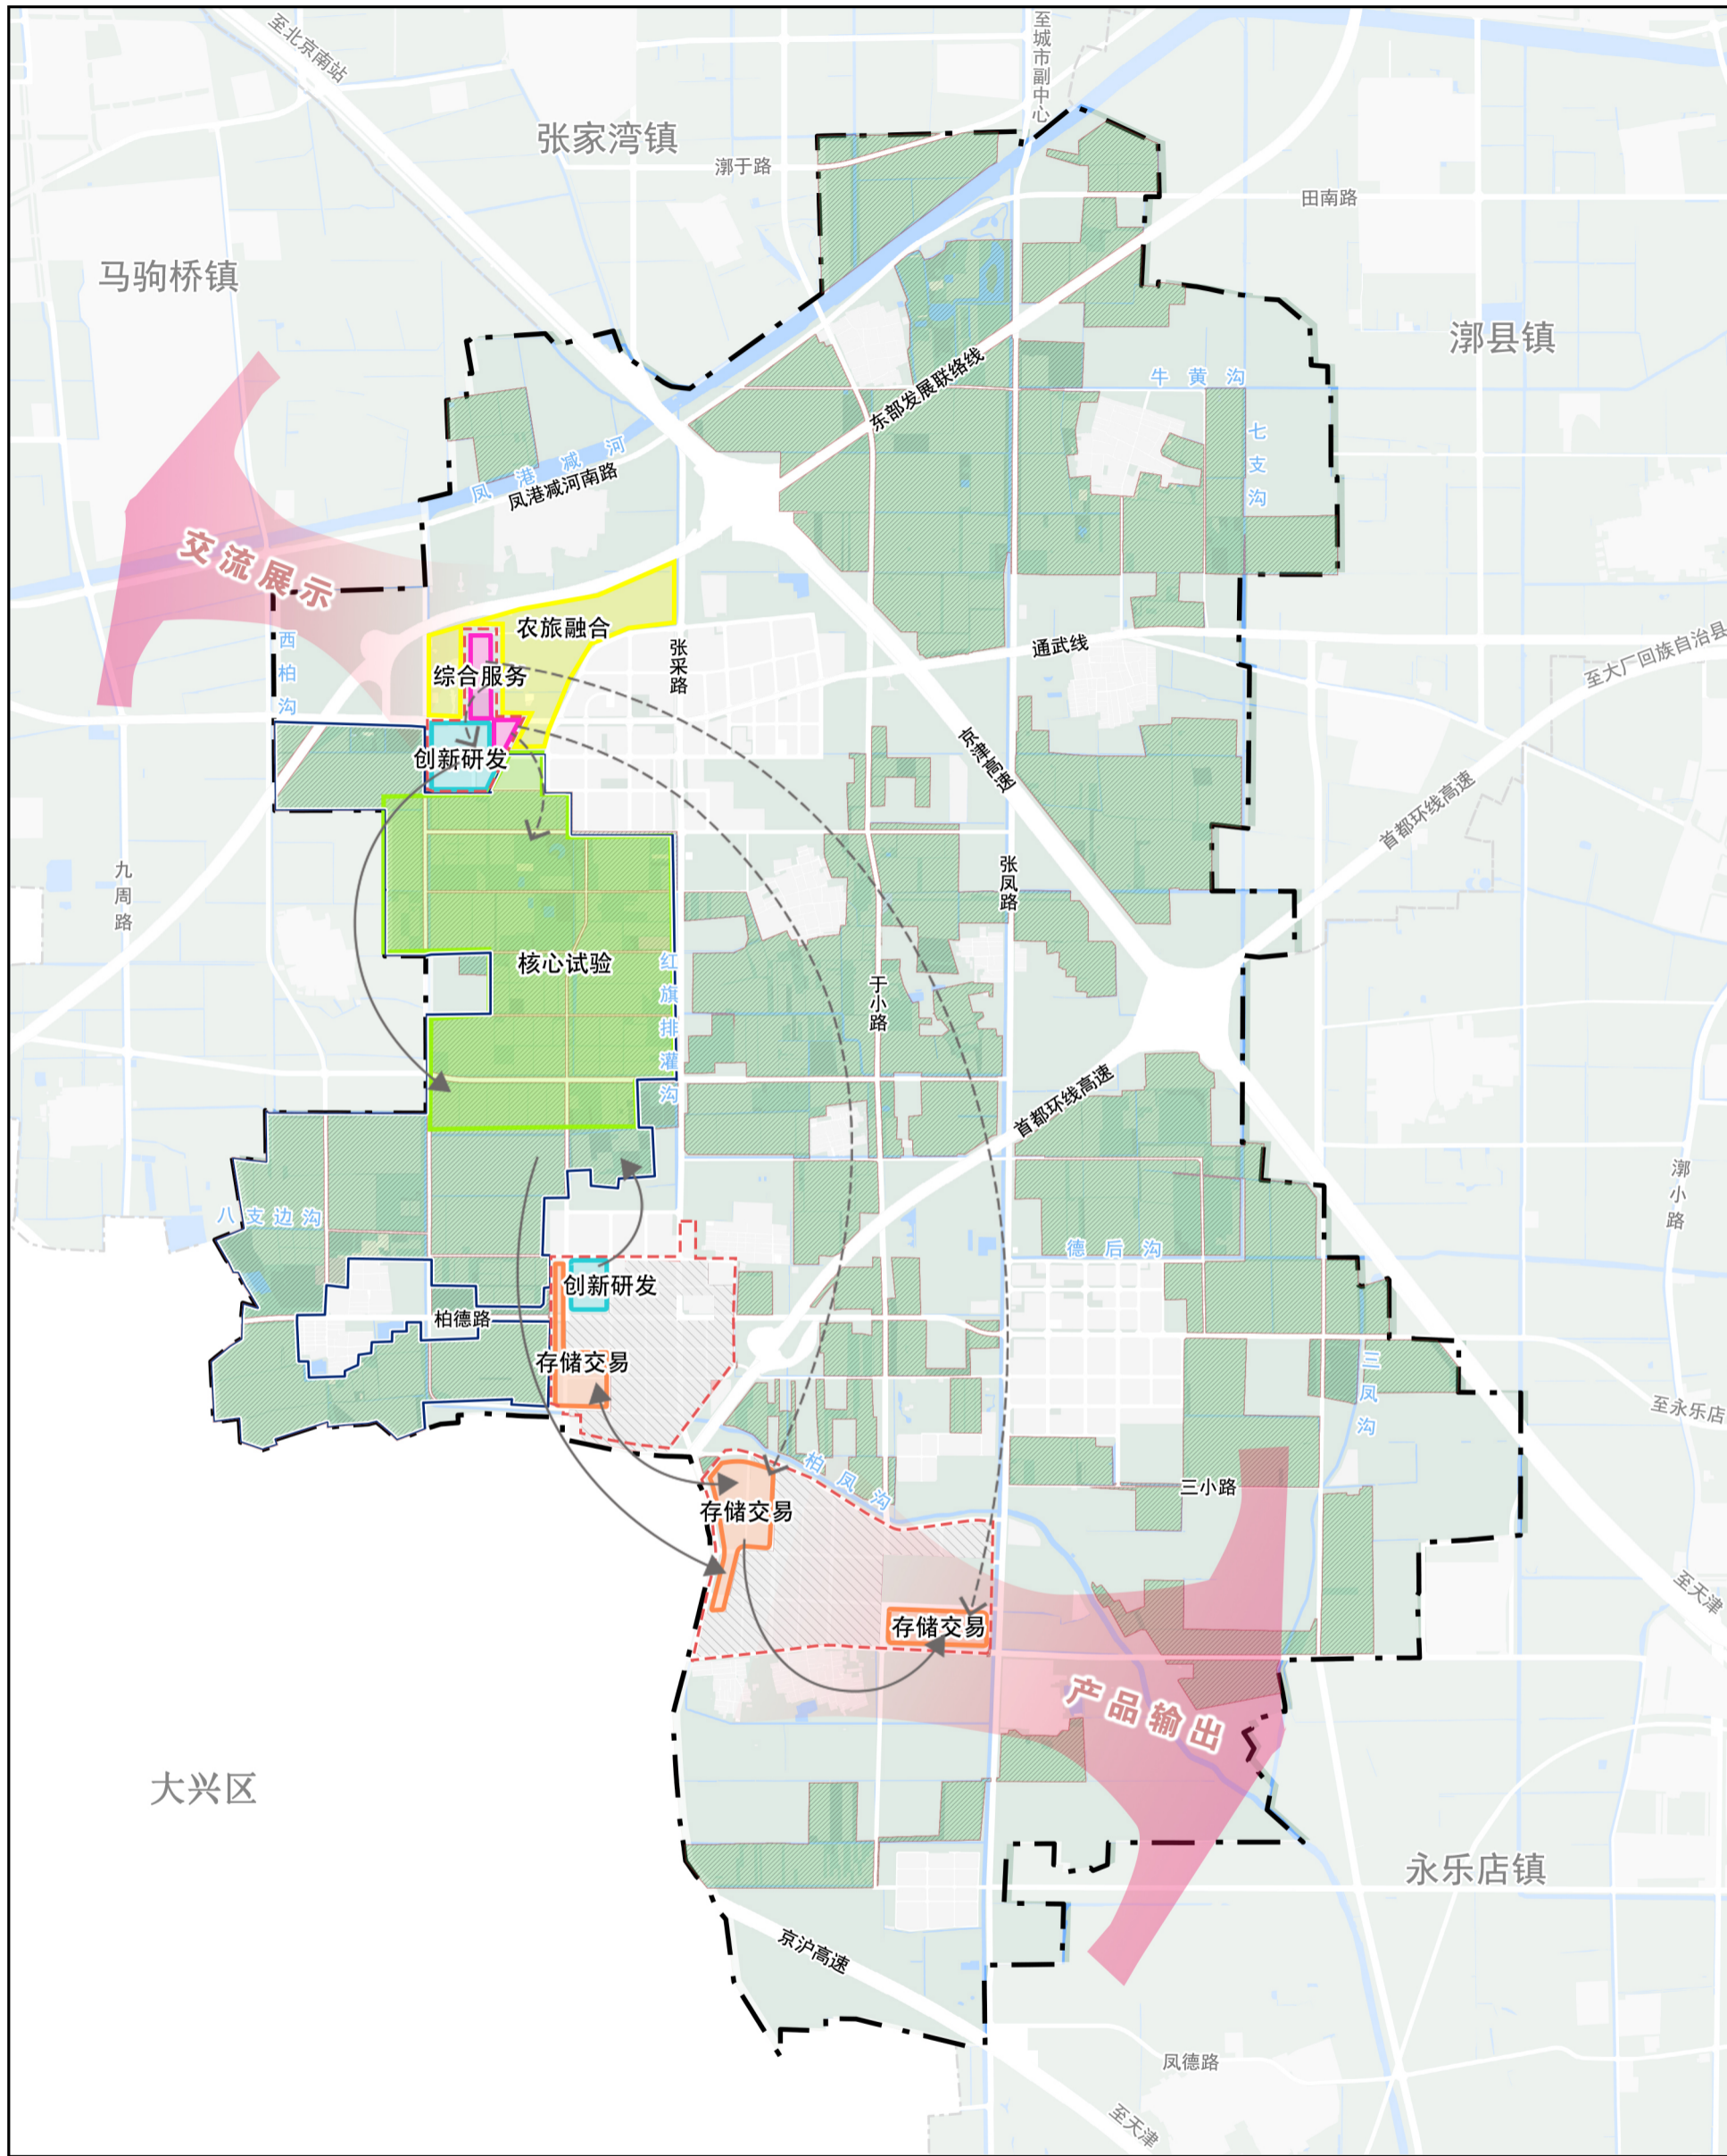 至北京南站
至城市副中心
张家湾镇
漷于路
田南路
马驹桥镇
漷县镇
东部发展联络线
牛黄沟
七支沟
凤港减河
凤港减河南路
交流展示
农旅融合
西柏沟
张采路
通武线
至大厂回族自治县
综合服务
创新研发
京津高速
首都环线高速
九周路
张凤路
核心试验
红旗排灌沟
于小路
首都环线高速
漷小路
八支边沟
德后沟
创新研发
柏德路
存储交易
三凤沟
至永乐店
柏凤沟
三小路
存储交易
至天津
存储交易
产品输出
大兴区
永乐店镇
京沪高速
凤德路
至天津